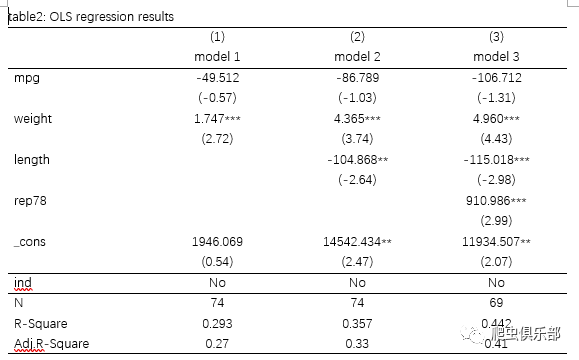 table2: OLS regression results
(1) (2) (3)
model 1 model 2 model 3
mpg -49.512 -86.789 -106.712
(-0.57) (-1.03) (-1.31)
weight 1.747*** 4.365*** 4.960***
(2.72) (3.74) (4.43)
length -104.868** -115.018***
(-2.64) (-2.98)
rep78 910.986***
(2.99)
_cons 1946.069 14542.434** 11934.507**
(0.54) (2.47) (2.07)
ind No No No
N 74 74 69
R-Square 0.293 0.357 0.442
Adj.R-Square 0.27 0.33 0.41
爬虫俱乐部